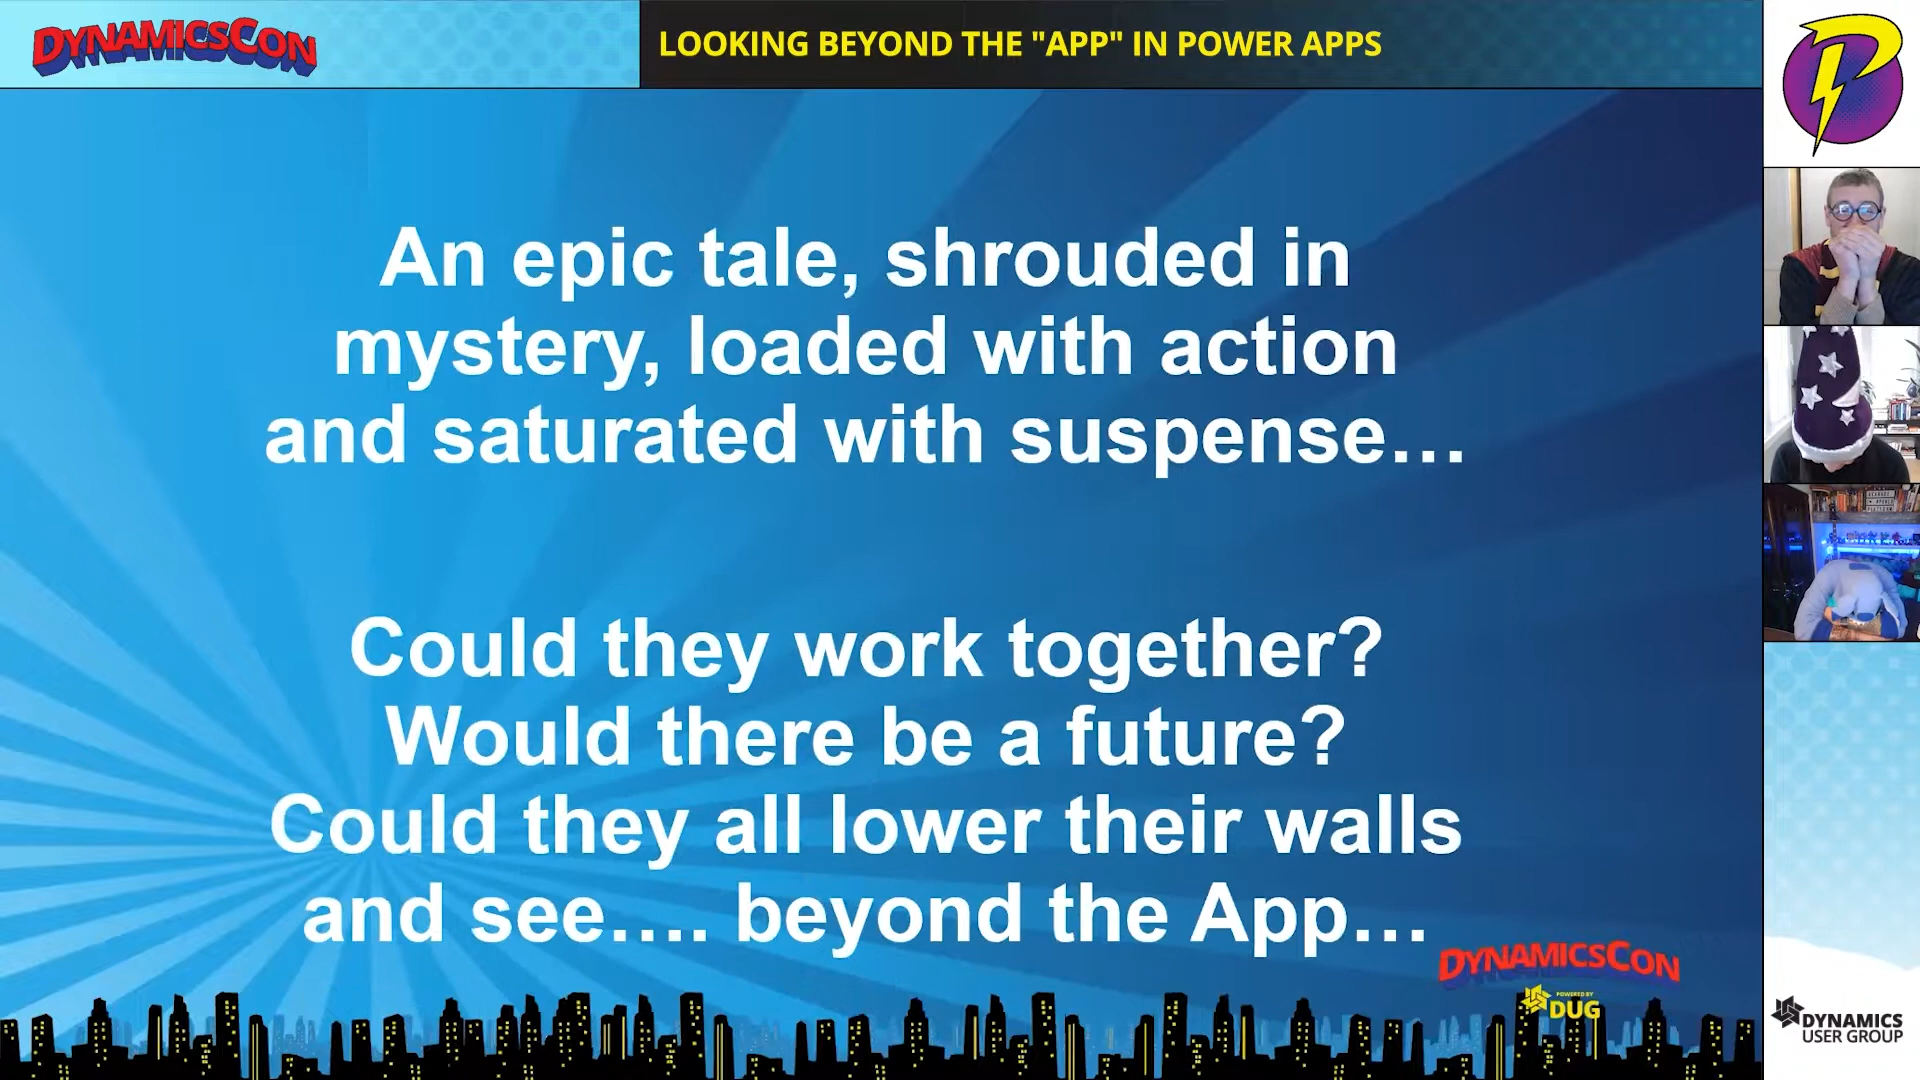 DYNAMICSCON
LOOKING BEYOND THE "APP" IN POWER APPS
An epic tale, shrouded in
mystery, loaded with action
and saturated with suspense…
Could they work together?
Would there be a future?
Could they all lower their walls
and see…. beyond the App…
DYNAMICSCON
POWERED BY
DUG
P
DYNAMICS
USER GROUP